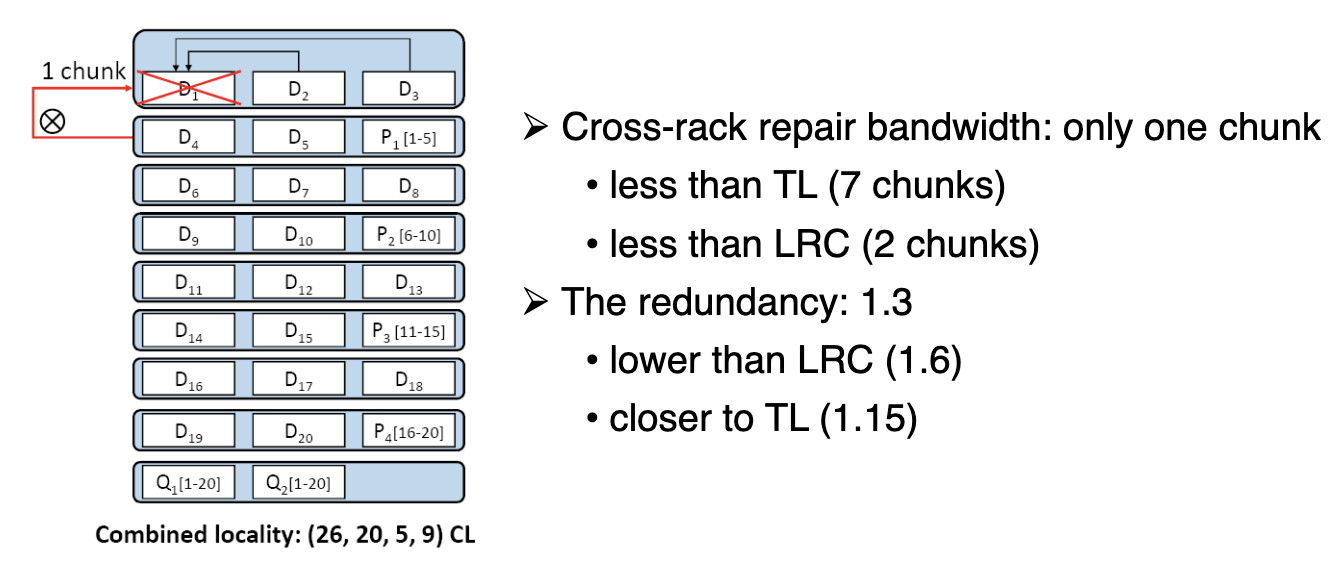 1 chunk
D1 D2 D3
D4 D5 P1 [1-5]
D6 D7 D8
D9 D10 P2 [6-10]
D11 D12 D13
D14 D15 P3 [11-15]
D16 D17 D18
D19 D20 P4[16-20]
Q1[1-20] Q2[1-20]
Combined locality: (26, 20, 5, 9) CL
➢ Cross-rack repair bandwidth: only one chunk
• less than TL (7 chunks)
• less than LRC (2 chunks)
➢ The redundancy: 1.3
• lower than LRC (1.6)
• closer to TL (1.15)